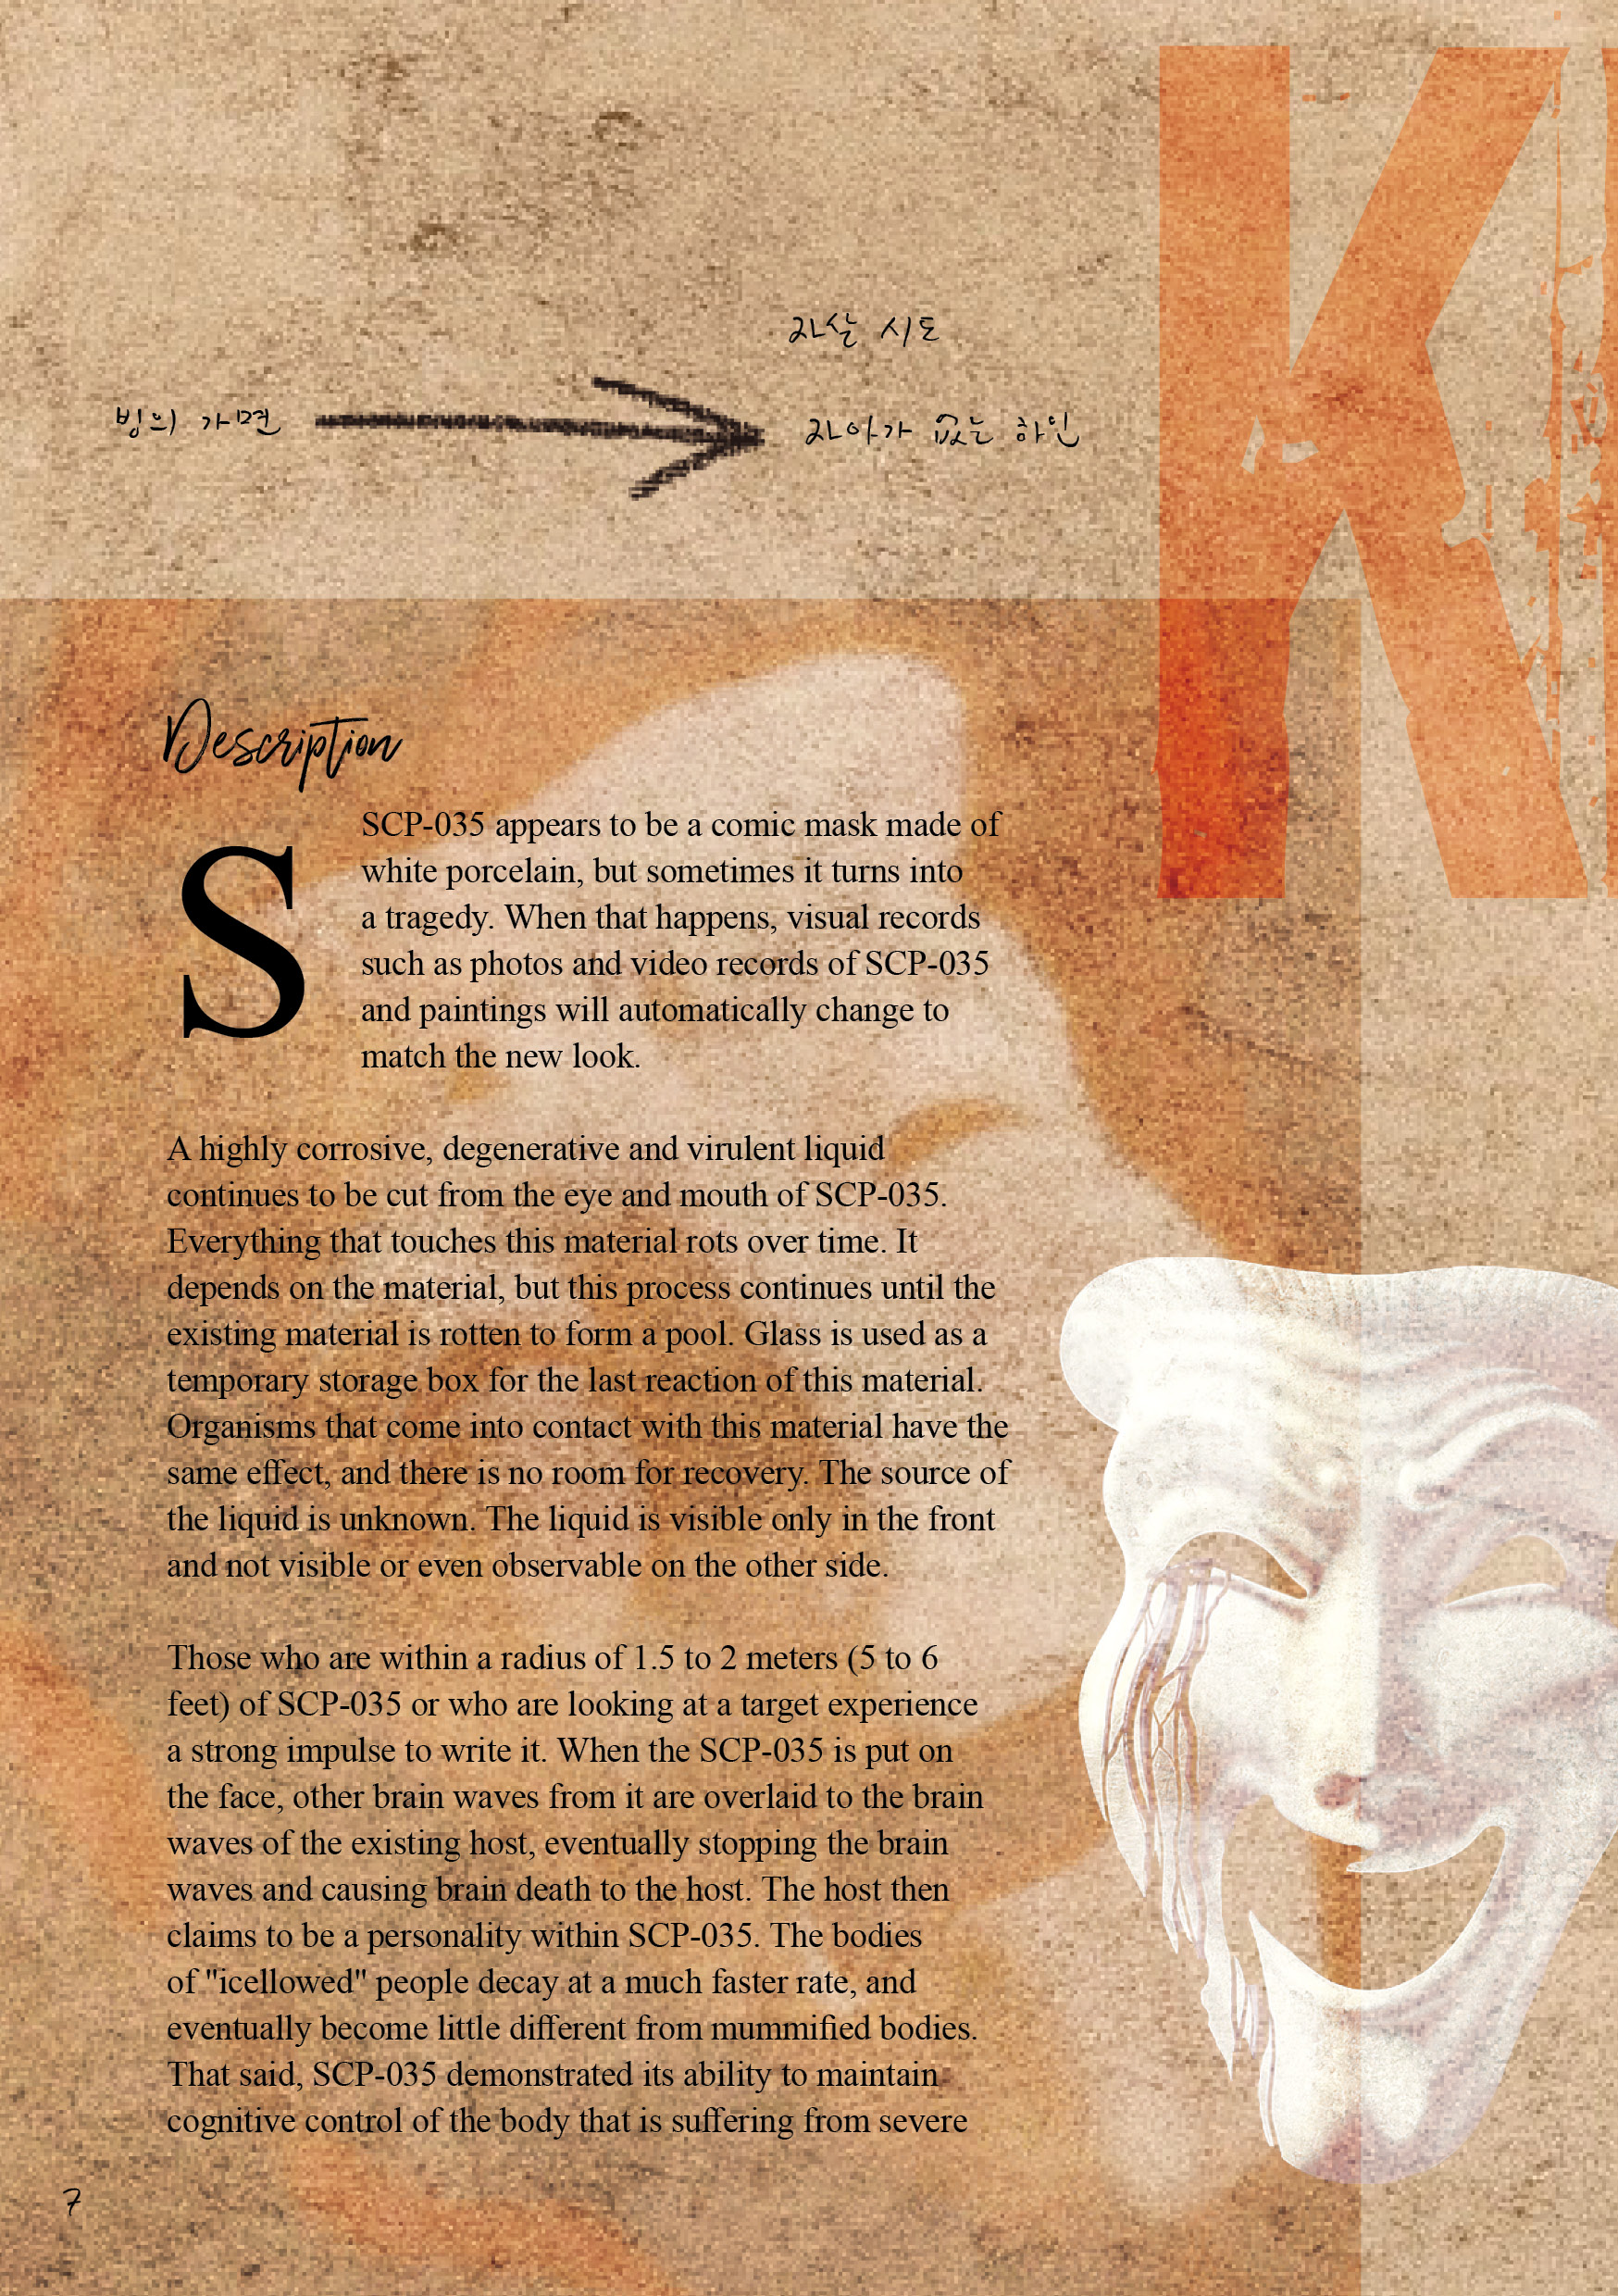 K
자살 시도
빙의 가면
자아가 없는 하인
Description
S
SCP-035 appears to be a comic mask made of
white porcelain, but sometimes it turns into
a tragedy. When that happens, visual records
such as photos and video records of SCP-035
and paintings will automatically change to
match the new look.
A highly corrosive, degenerative and virulent liquid
continues to be cut from the eye and mouth of SCP-035.
Everything that touches this material rots over time. It
depends on the material, but this process continues until the
existing material is rotten to form a pool. Glass is used as a
temporary storage box for the last reaction of this material.
Organisms that come into contact with this material have the
same effect, and there is no room for recovery. The source of
the liquid is unknown. The liquid is visible only in the front
and not visible or even observable on the other side.
Those who are within a radius of 1.5 to 2 meters (5 to 6
feet) of SCP-035 or who are looking at a target experience
a strong impulse to write it. When the SCP-035 is put on
the face, other brain waves from it are overlaid to the brain
waves of the existing host, eventually stopping the brain
waves and causing brain death to the host. The host then
claims to be a personality within SCP-035. The bodies
of "icellowed" people decay at a much faster rate, and
eventually become little different from mummified bodies.
That said, SCP-035 demonstrated its ability to maintain
cognitive control of the body that is suffering from severe
7